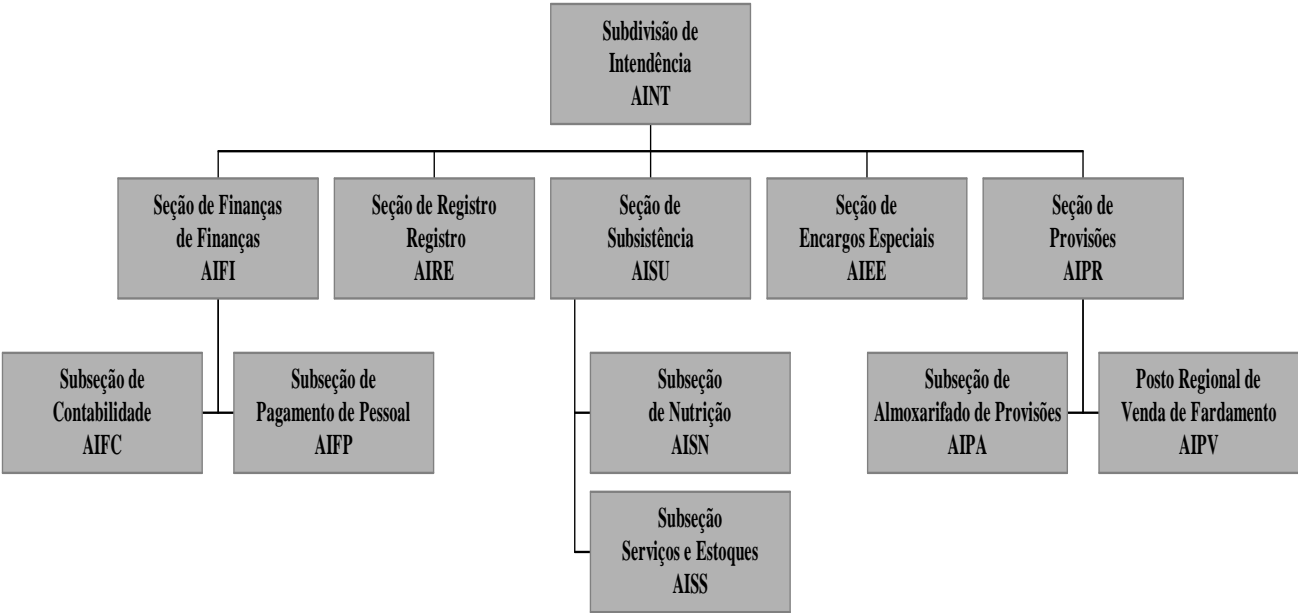 Subdivisão de
Intendência
AINT
Seção de Finanças
de Finanças
AIFI
Seção de Registro
Registro
AIRE
Seção de
Subsistência
AISU
Seção de
Encargos Especiais
AIEE
Seção de
Provisões
AIPR
Subseção de
Contabilidade
AIFC
Subseção de
Pagamento de Pessoal
AIFP
Subseção
de Nutrição
AISN
Subseção de
Almoxarifado de Provisões
AIPA
Posto Regional de
Venda de Fardamento
AIPV
Subseção
Serviços e Estoques
AISS